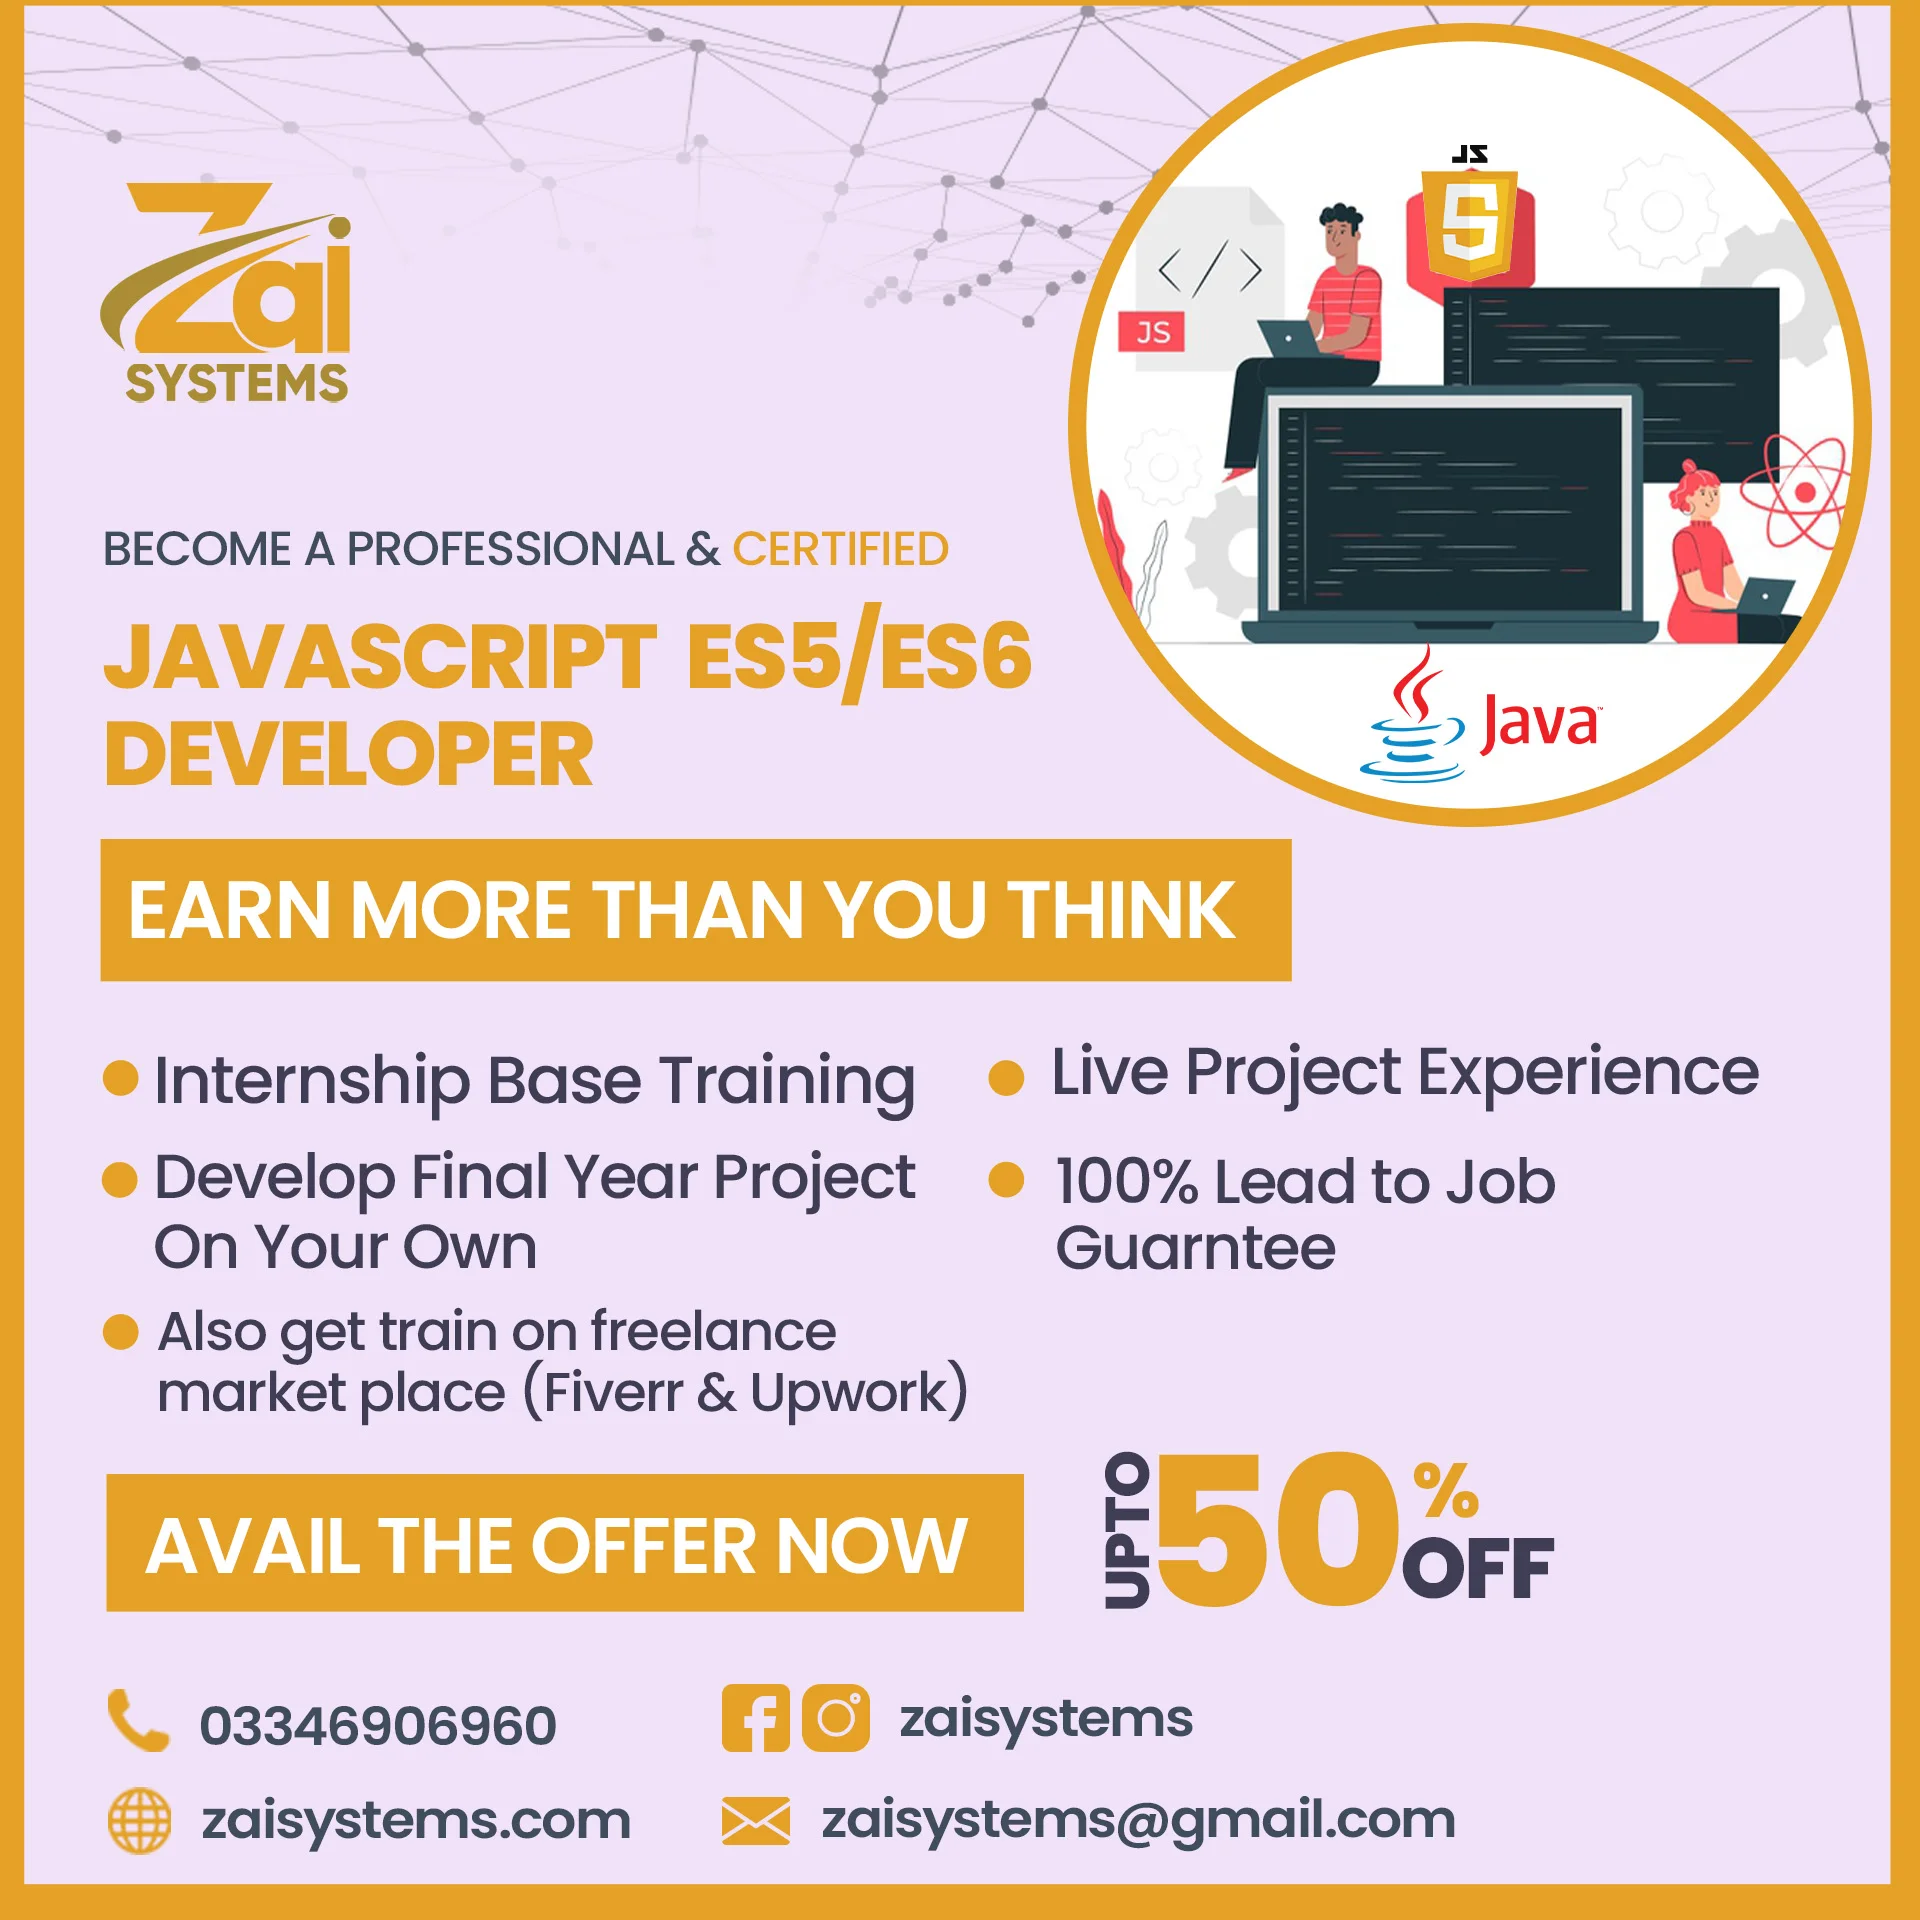 Zai
SYSTEMS
JS
5
</>
JS
Java™
BECOME A PROFESSIONAL & CERTIFIED
JAVASCRIPT ES5/ES6
DEVELOPER
EARN MORE THAN YOU THINK
Internship Base Training
Develop Final Year Project
On Your Own
Also get train on freelance
market place (Fiverr & Upwork)
Live Project Experience
100% Lead to Job
Guarntee
AVAIL THE OFFER NOW
UPTO
50%
OFF
03346906960
zaisystems
zaisystems.com
zaisystems@gmail.com